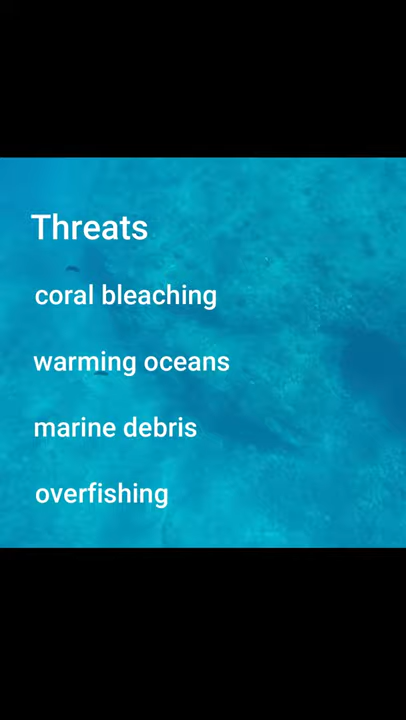 Threats
coral bleaching
warming oceans
marine debris
overfishing